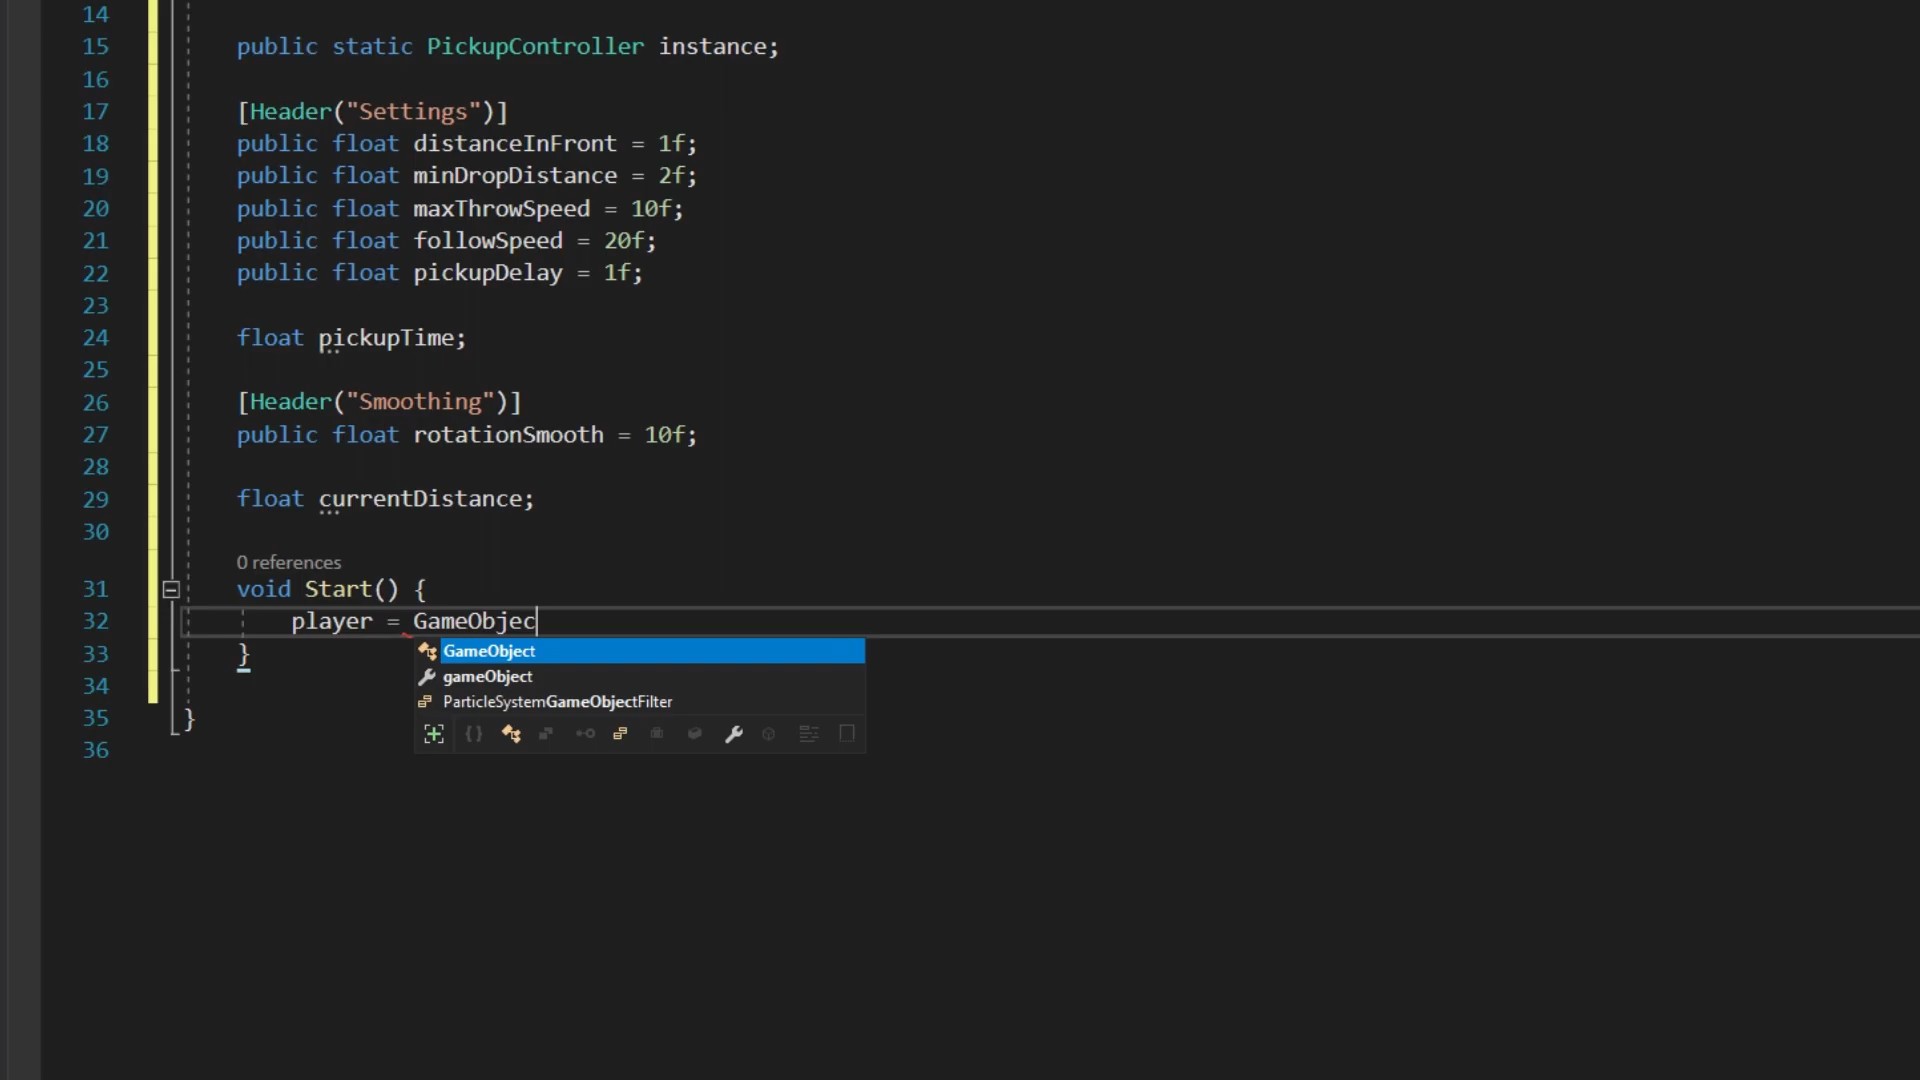 14
15 public static PickupController instance;
16
17 [Header("Settings")]
18 public float distanceInFront = 1f;
19 public float minDropDistance = 2f;
20 public float maxThrowSpeed = 10f;
21 public float followSpeed = 20f;
22 public float pickupDelay = 1f;
23
24 float pickupTime;
25
26 [Header("Smoothing")]
27 public float rotationSmooth = 10f;
28
29 float currentDistance;
30
0 references
31 void Start() {
32 player = GameObjec
GameObject
gameObject
ParticleSystemGameObjectFilter
33 }
34
35 }
36